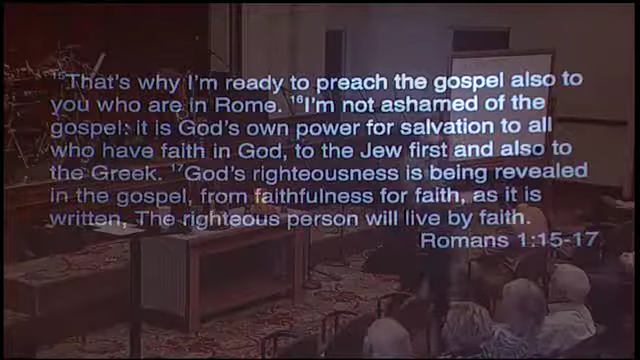 ¹⁵That's why I'm ready to preach the gospel also to
you who are in Rome. ¹⁶I'm not ashamed of the
gospel: it is God's own power for salvation to all
who have faith in God, to the Jew first and also to
the Greek. ¹⁷God's righteousness is being revealed
in the gospel, from faithfulness for faith, as it is
written, The righteous person will live by faith.
Romans 1:15-17